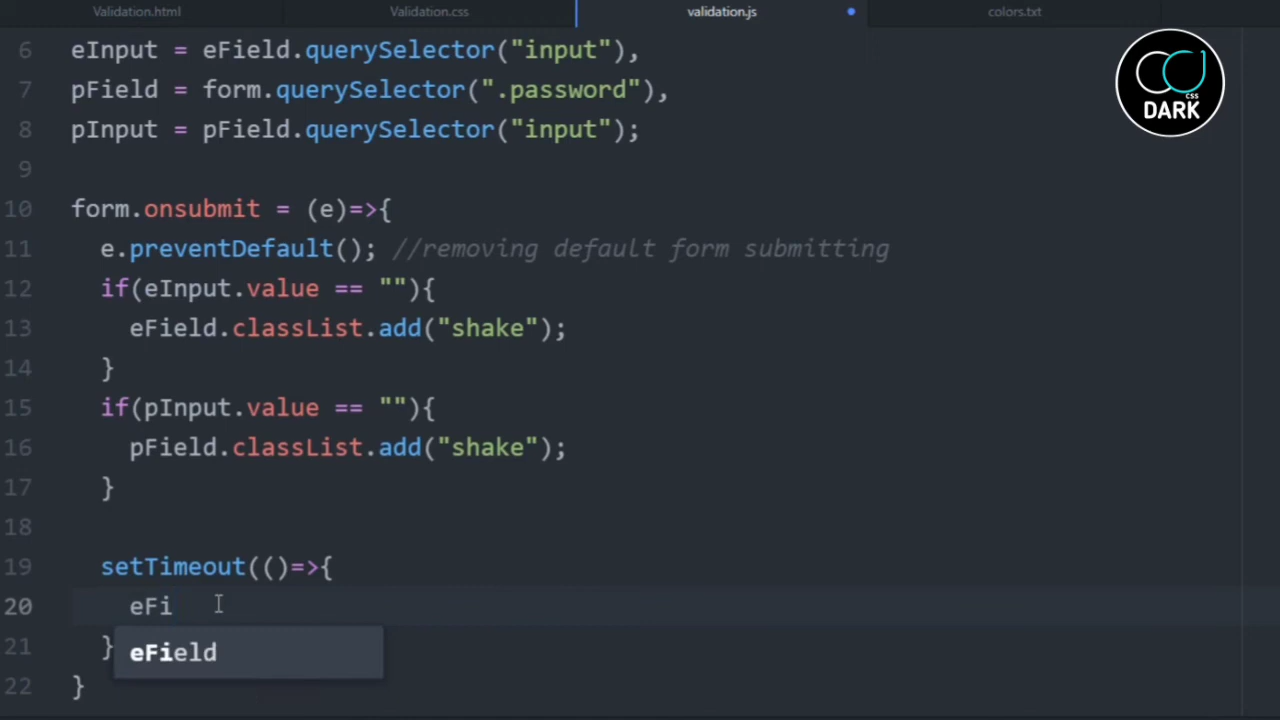 Validation.html
Validation.css
validation.js
colors.txt
css
DARK
6 eInput = eField.querySelector("input"),
7 pField = form.querySelector(".password"),
8 pInput = pField.querySelector("input");
9
10 form.onsubmit = (e)=>{
11 e.preventDefault(); //removing default form submitting
12 if(eInput.value == ""){
13 eField.classList.add("shake");
14 }
15 if(pInput.value == ""){
16 pField.classList.add("shake");
17 }
18
19 setTimeout(()=>{
20 eFi
21 }
eField
22 }